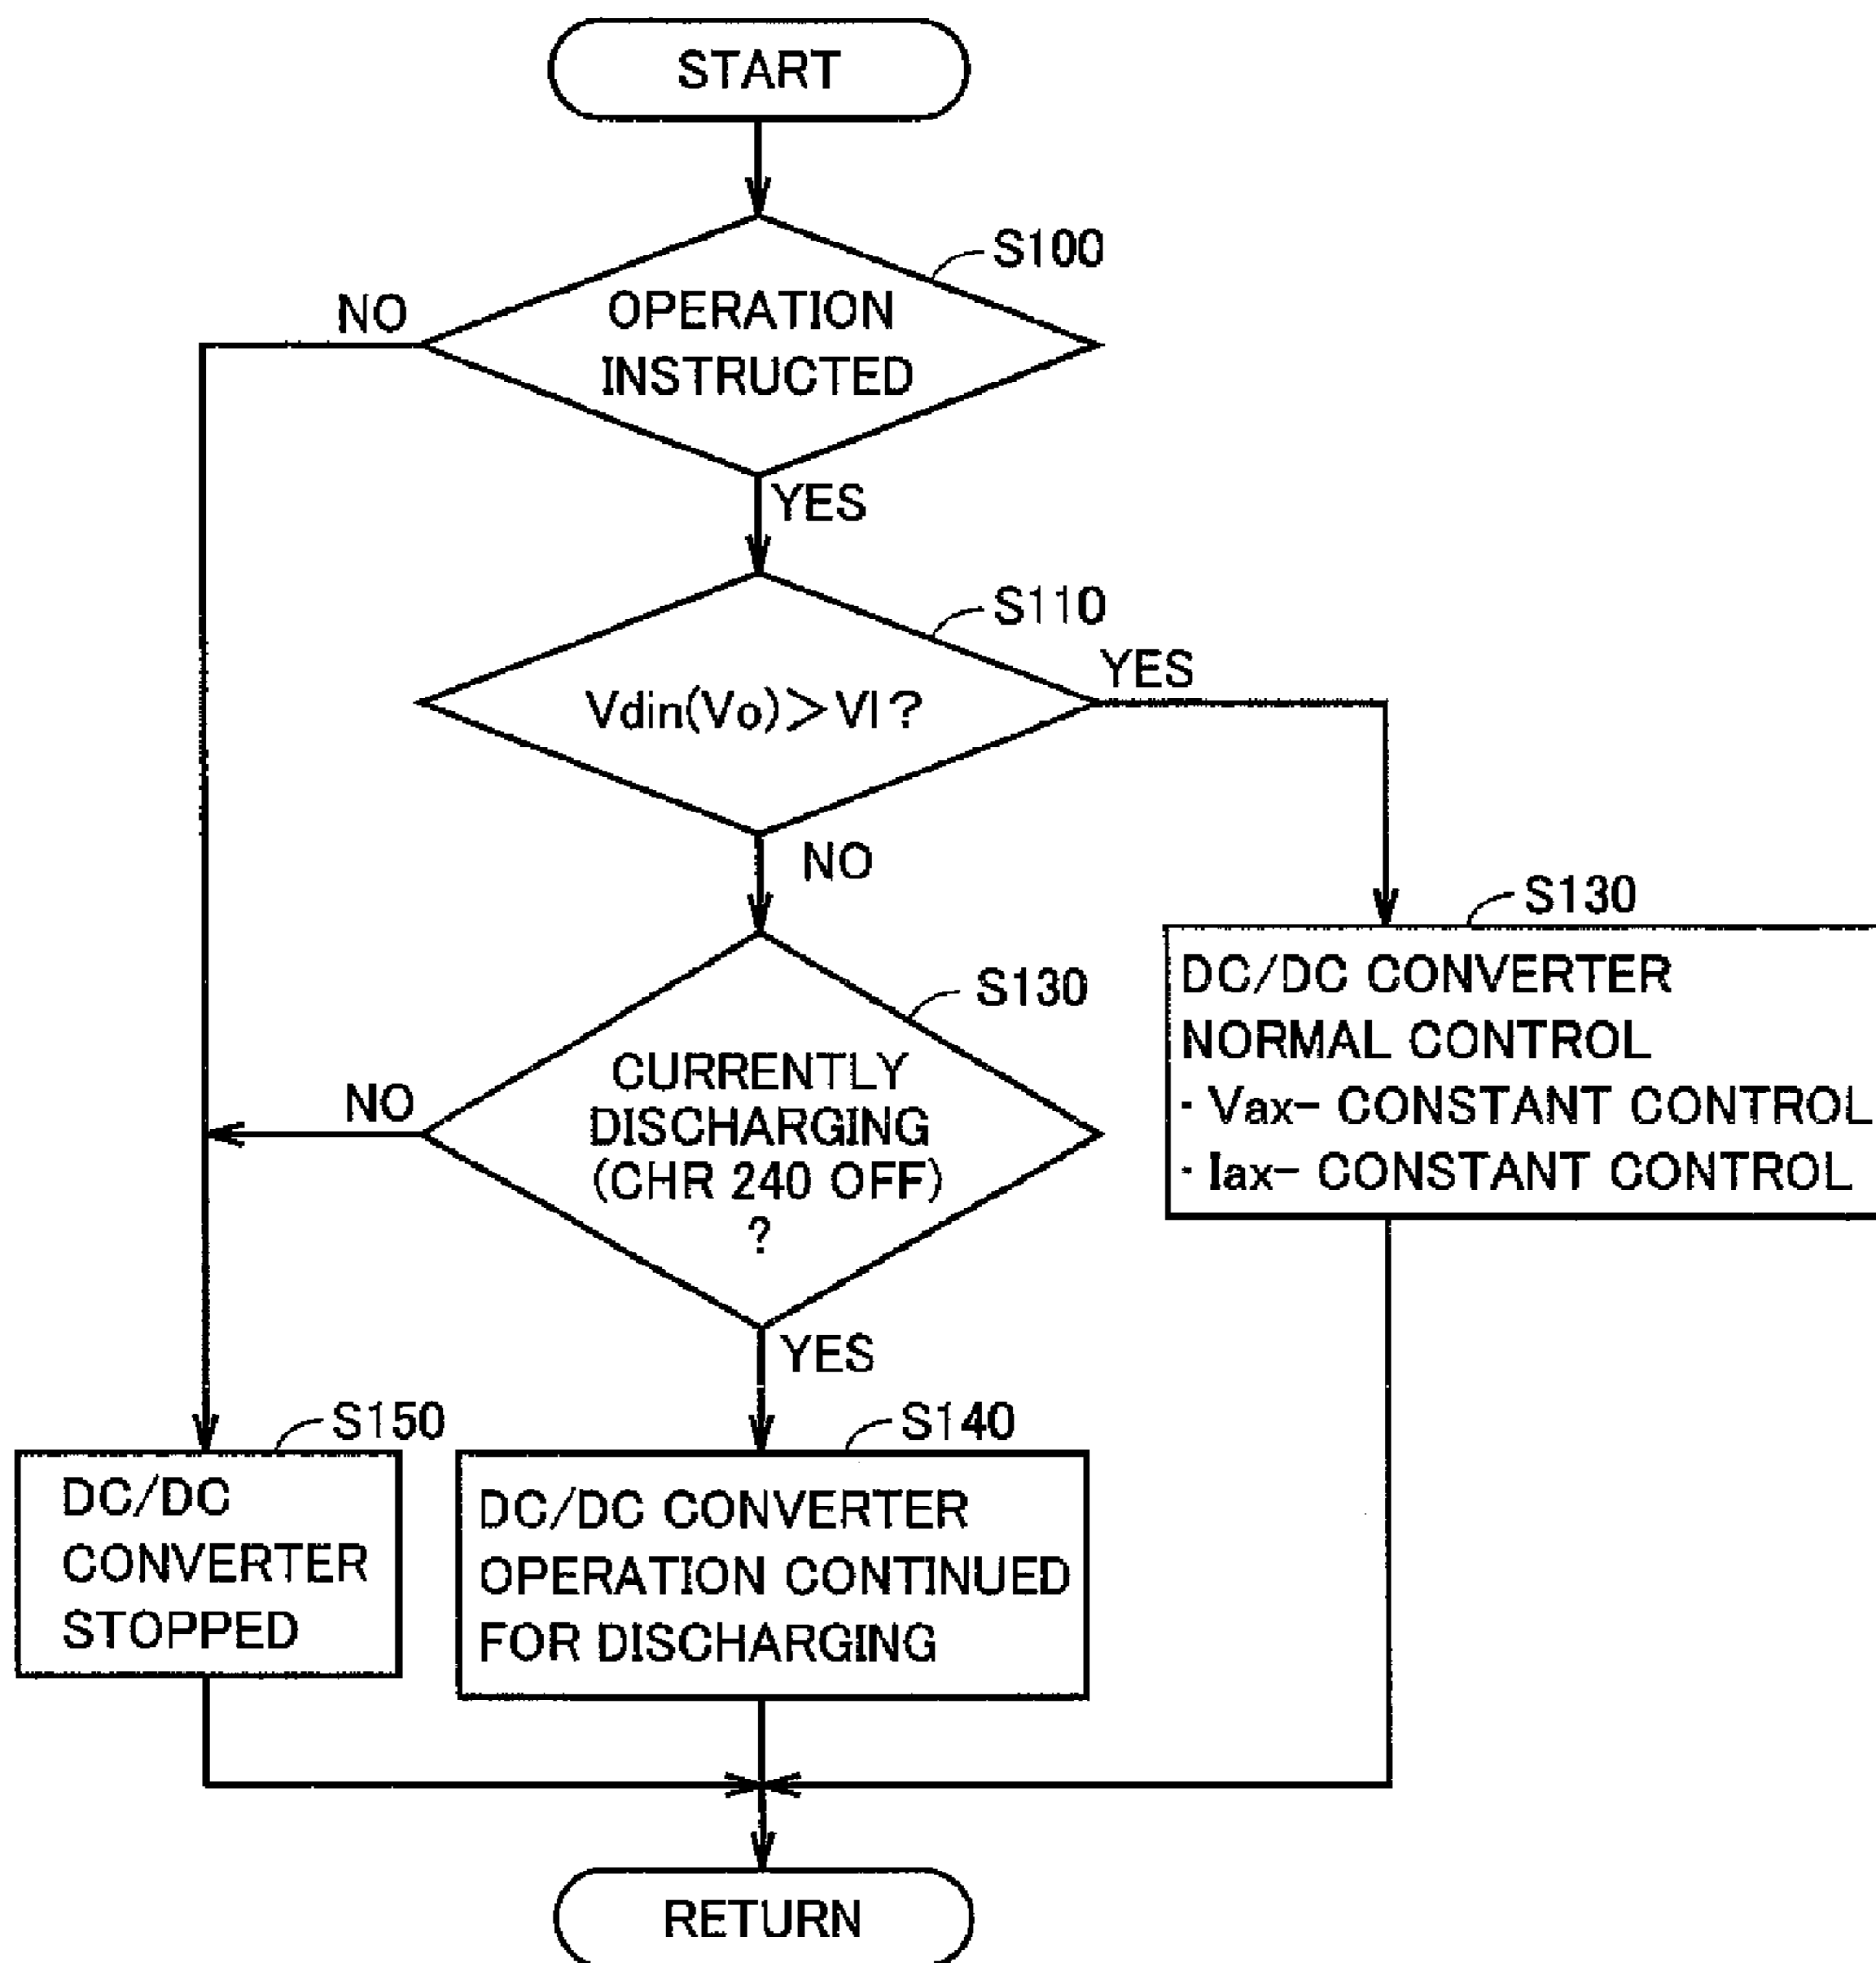 START
S100
NO
OPERATION
INSTRUCTED
YES
S110
YES
Vdin(Vo)>Vl?
NO
S130
DC/DC CONVERTER
NORMAL CONTROL
· Vax- CONSTANT CONTROL
· Iax- CONSTANT CONTROL
S130
NO
CURRENTLY
DISCHARGING
(CHR 240 OFF)
?
YES
S150
DC/DC
CONVERTER
STOPPED
S140
DC/DC CONVERTER
OPERATION CONTINUED
FOR DISCHARGING
RETURN